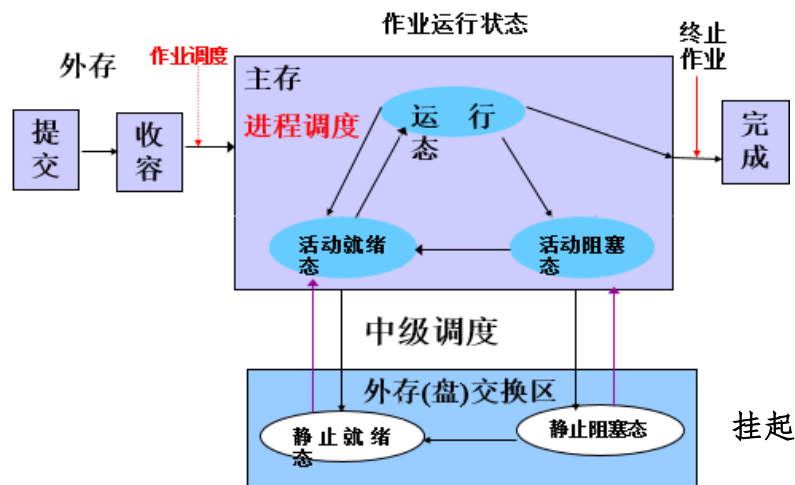 作业运行状态
终止
作业
外存
作业调度
主存
进程调度
运 行
态
提
交
收
容
完
成
活动就绪
态
活动阻塞
态
中级调度
外存(盘)交换区
静 止 就 绪
态
静止阻塞态
挂起